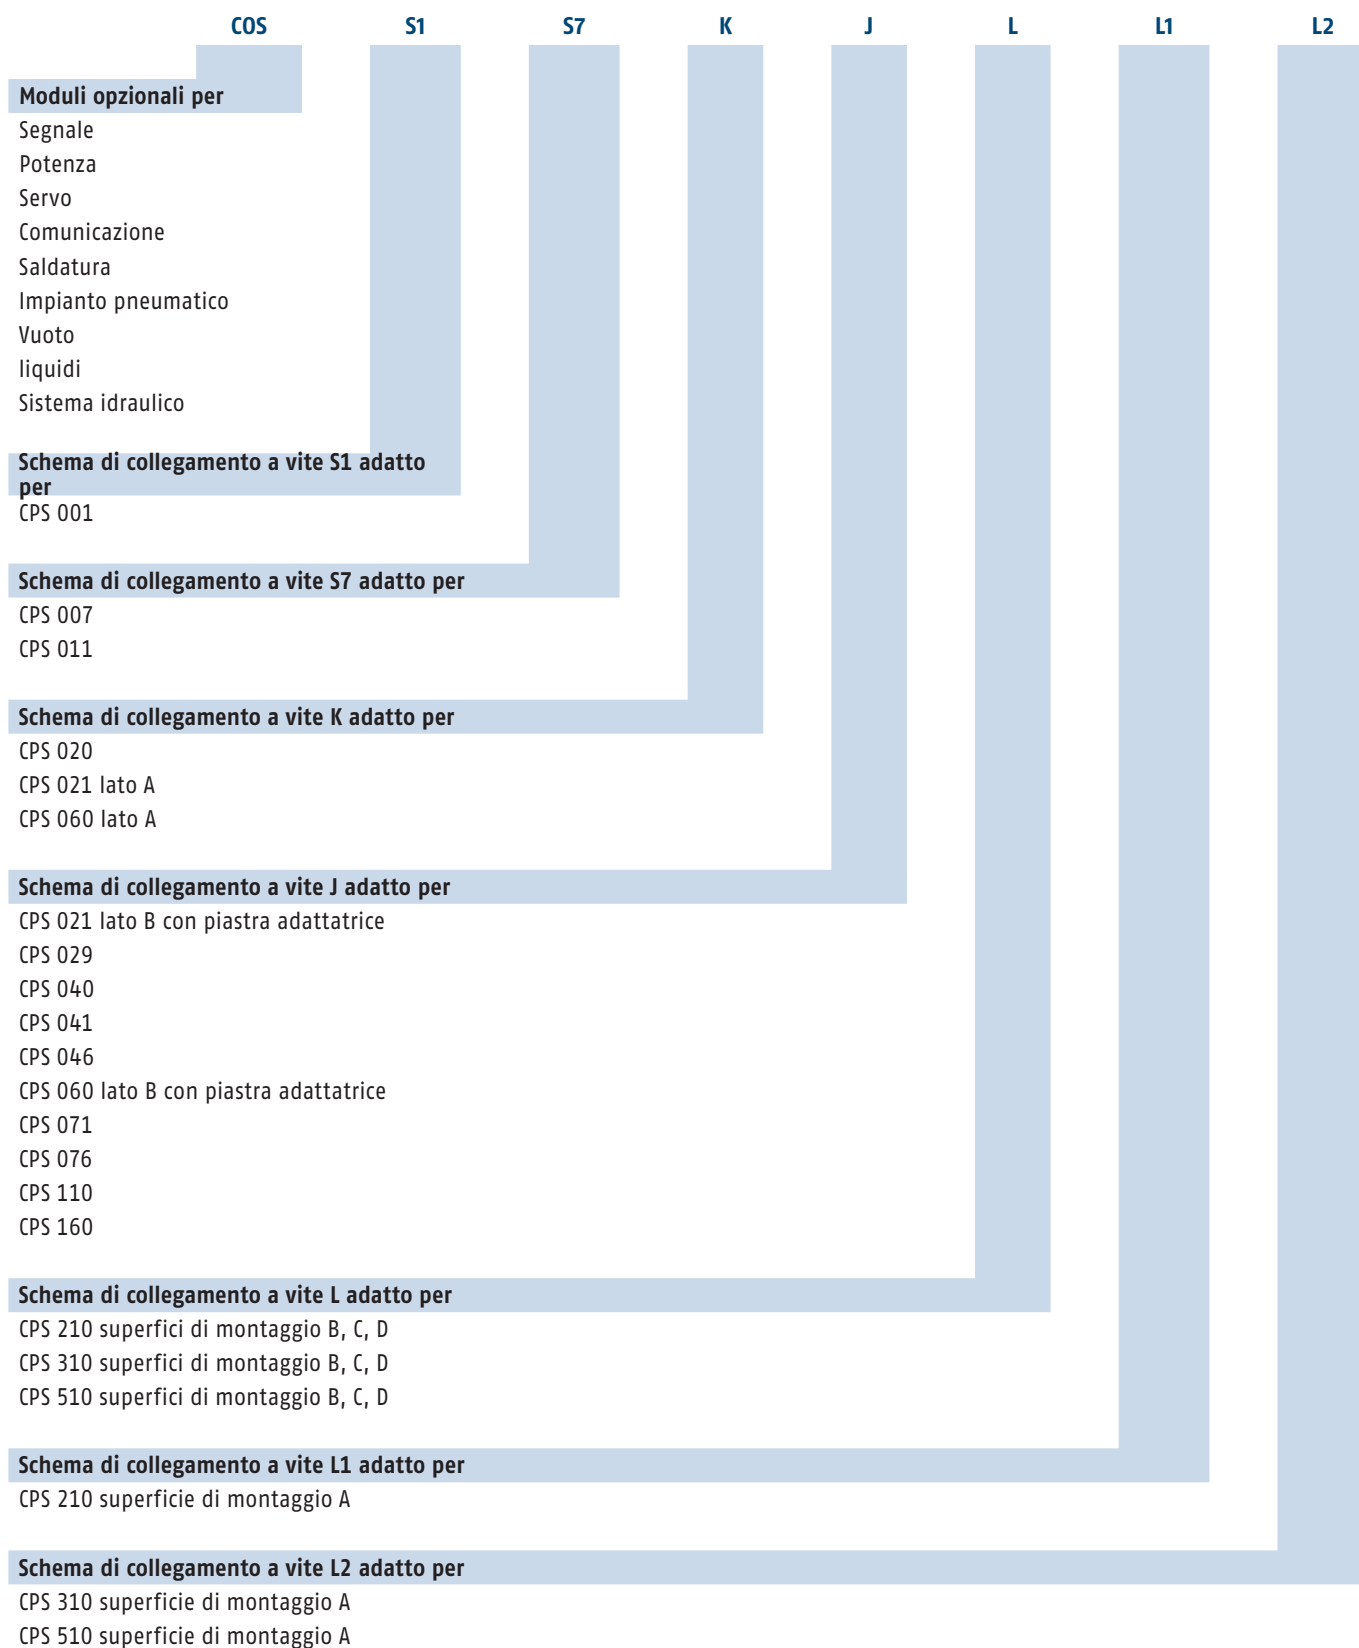 COS S1 S7 K J L L1 L2
Moduli opzionali per
Segnale
Potenza
Servo
Comunicazione
Saldatura
Impianto pneumatico
Vuoto
liquidi
Sistema idraulico
Schema di collegamento a vite S1 adatto
per
CPS 001
Schema di collegamento a vite S7 adatto per
CPS 007
CPS 011
Schema di collegamento a vite K adatto per
CPS 020
CPS 021 lato A
CPS 060 lato A
Schema di collegamento a vite J adatto per
CPS 021 lato B con piastra adattatrice
CPS 029
CPS 040
CPS 041
CPS 046
CPS 060 lato B con piastra adattatrice
CPS 071
CPS 076
CPS 110
CPS 160
Schema di collegamento a vite L adatto per
CPS 210 superfici di montaggio B, C, D
CPS 310 superfici di montaggio B, C, D
CPS 510 superfici di montaggio B, C, D
Schema di collegamento a vite L1 adatto per
CPS 210 superficie di montaggio A
Schema di collegamento a vite L2 adatto per
CPS 310 superficie di montaggio A
CPS 510 superficie di montaggio A